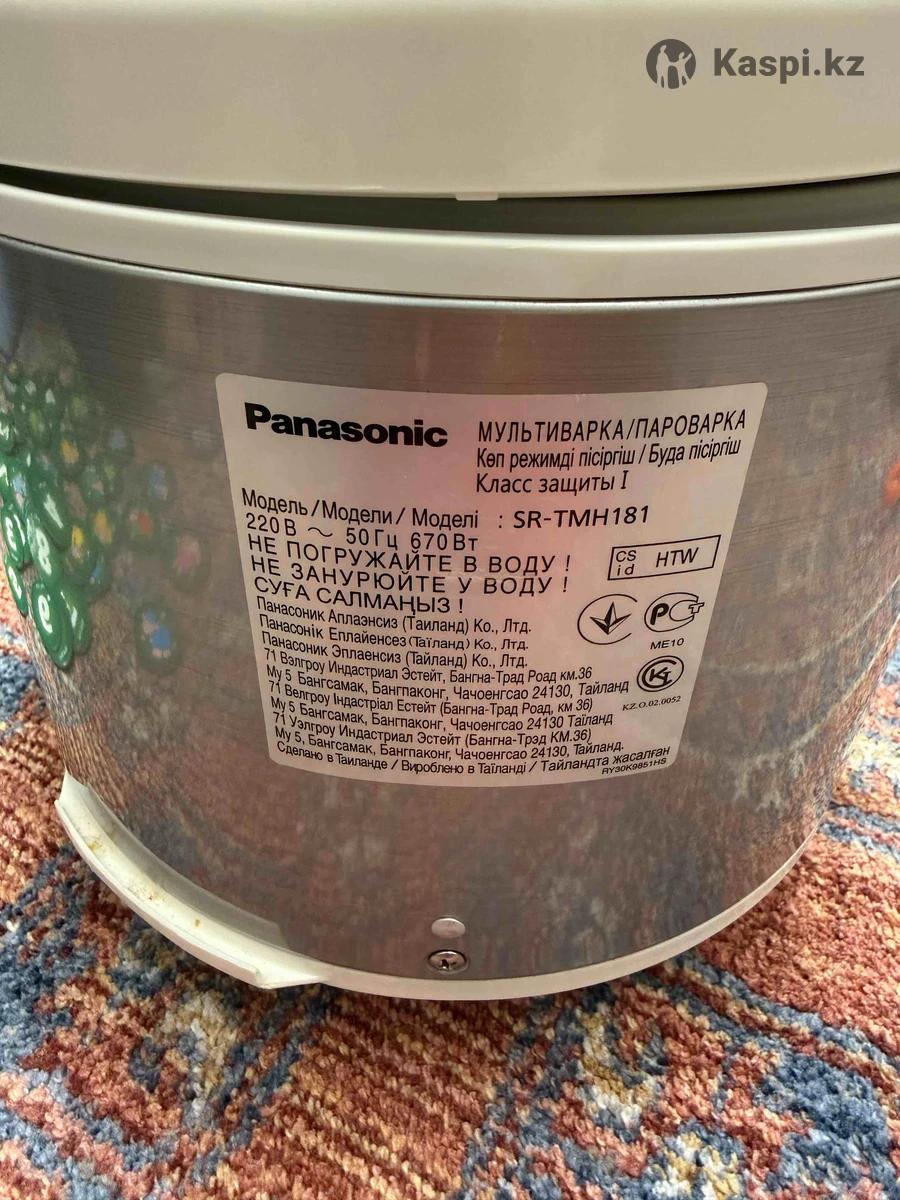 Kaspi.kz
Panasonic
МУЛЬТИВАРКА/ПАРОВАРКА
Көп режимді пісіргіш / Буда пісіргіш
Класс защиты I
Модель/Модели/ Моделі : SR-TMH181
220 В ~ 50 Гц 670 Вт
НЕ ПОГРУЖАЙТЕ В ВОДУ !
НЕ ЗАНУРЮЙТЕ У ВОДУ !
СУҒА САЛМАҢЫЗ !
CS id HTW
Панасоник Аплаэнсиз (Таиланд) Ко., Лтд.
Панасонік Еплайенсез (Таїланд) Ко., Лтд.
Панасоник Эплаенсиз (Тайланд) Ко., Лтд.
РСТ
ME10
71 Вэлгроу Индастриал Эстейт, Бангна-Трад Роад км.36
Му 5 Бангсамак, Бангпаконг, Чачоенгсао 24130, Тайланд
71 Велгроу Індастріал Естейт (Бангна-Трад Роад, км 36)
Му 5 Бангсамак, Бангпаконг, Чачоенгсао 24130 Таїланд
71 Уэлгроу Индастриал Эстейт (Бангна-Трэд КМ.36)
Му 5, Бангсамак, Бангпаконг, Чачоенгсао 24130, Тайланд.
KZ.O.02.0052
Сделано в Таиланде / Вироблено в Таїланді / Тайландта жасалған
RY30K9851HS